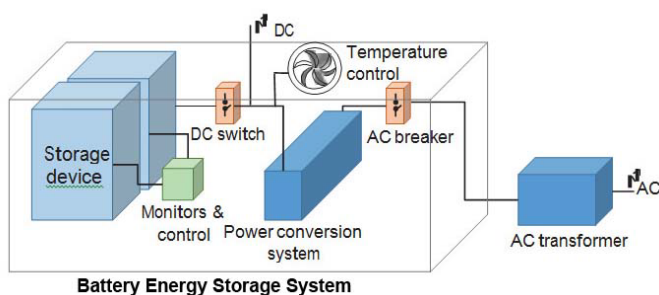 DC
Temperature
control
DC switch
AC breaker
Storage
device
Monitors &
control
Power conversion
system
AC
AC transformer
Battery Energy Storage System